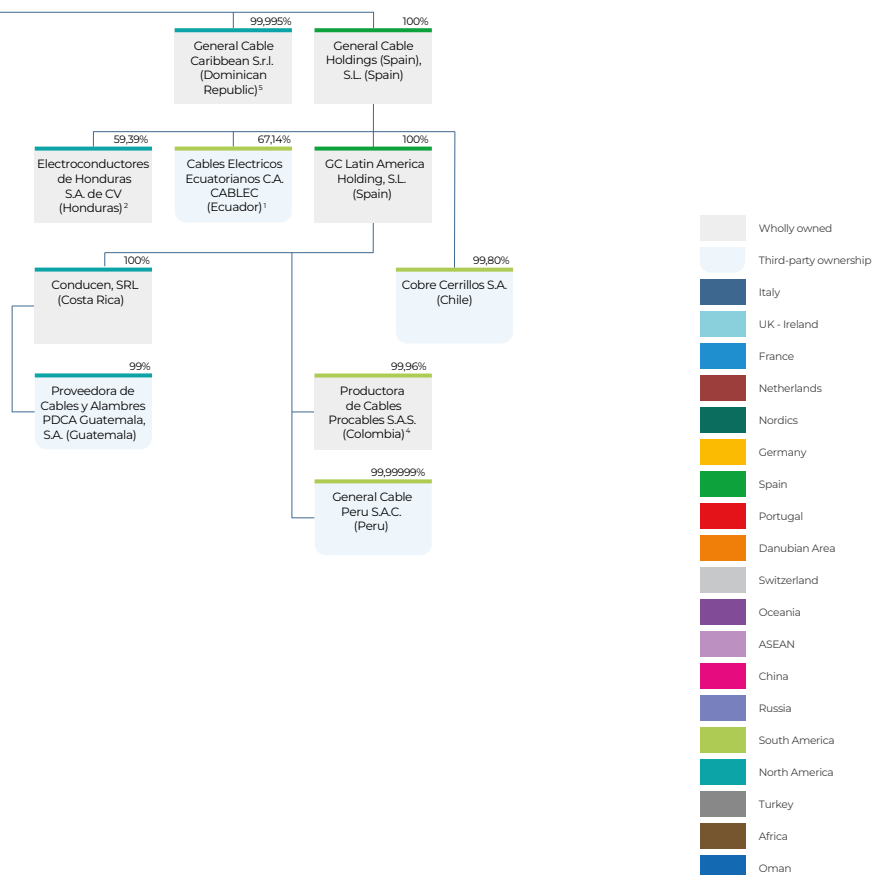 99,995%
General Cable
Caribbean S.r.l.
(Dominican
Republic)⁵
100%
General Cable
Holdings (Spain),
S.L. (Spain)
59,39%
Electroconductores
de Honduras
S.A. de CV
(Honduras)²
67,14%
Cables Electricos
Ecuatorianos C.A.
CABLEC
(Ecuador)¹
100%
GC Latin America
Holding, S.L.
(Spain)
100%
Conducen, SRL
(Costa Rica)
99,80%
Cobre Cerrillos S.A.
(Chile)
99%
Proveedora de
Cables y Alambres
PDCA Guatemala,
S.A. (Guatemala)
99,96%
Productora
de Cables
Procables S.A.S.
(Colombia)⁴
99,99999%
General Cable
Peru S.A.C.
(Peru)
Wholly owned
Third-party ownership
Italy
UK - Ireland
France
Netherlands
Nordics
Germany
Spain
Portugal
Danubian Area
Switzerland
Oceania
ASEAN
China
Russia
South America
North America
Turkey
Africa
Oman